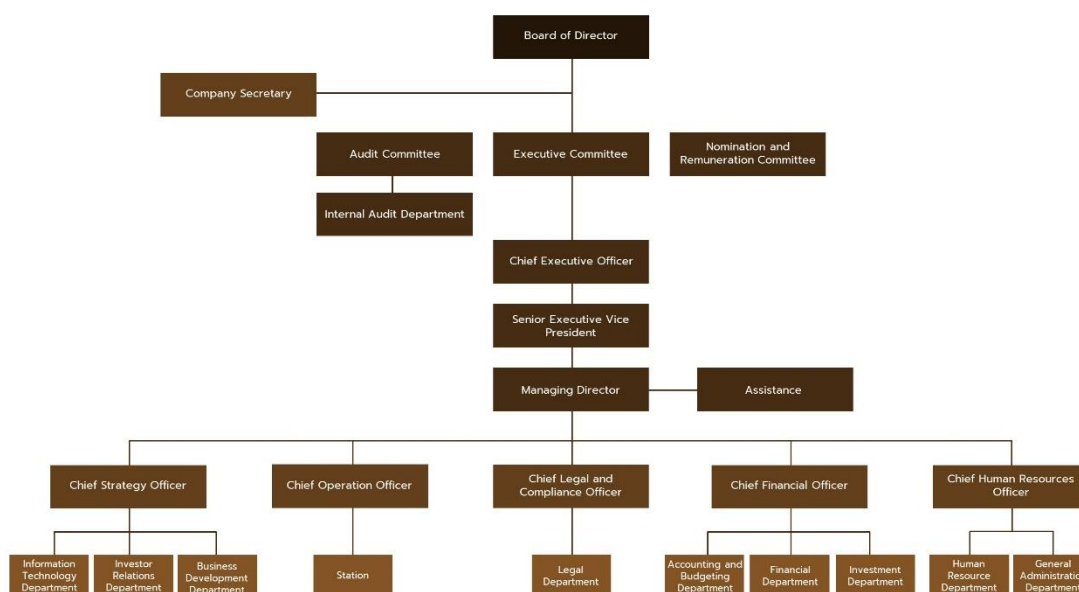 Board of Director
Company Secretary
Audit Committee
Executive Committee
Nomination and
Remuneration Committee
Internal Audit Department
Chief Executive Officer
Senior Executive Vice
President
Managing Director
Assistance
Chief Strategy Officer
Chief Operation Officer
Chief Legal and
Compliance Officer
Chief Financial Officer
Chief Human Resources
Officer
Information
Technology
Department
Investor
Relations
Department
Business
Development
Department
Station
Legal
Department
Accounting and
Budgeting
Department
Financial
Department
Investment
Department
Human
Resource
Department
General
Administration
Department